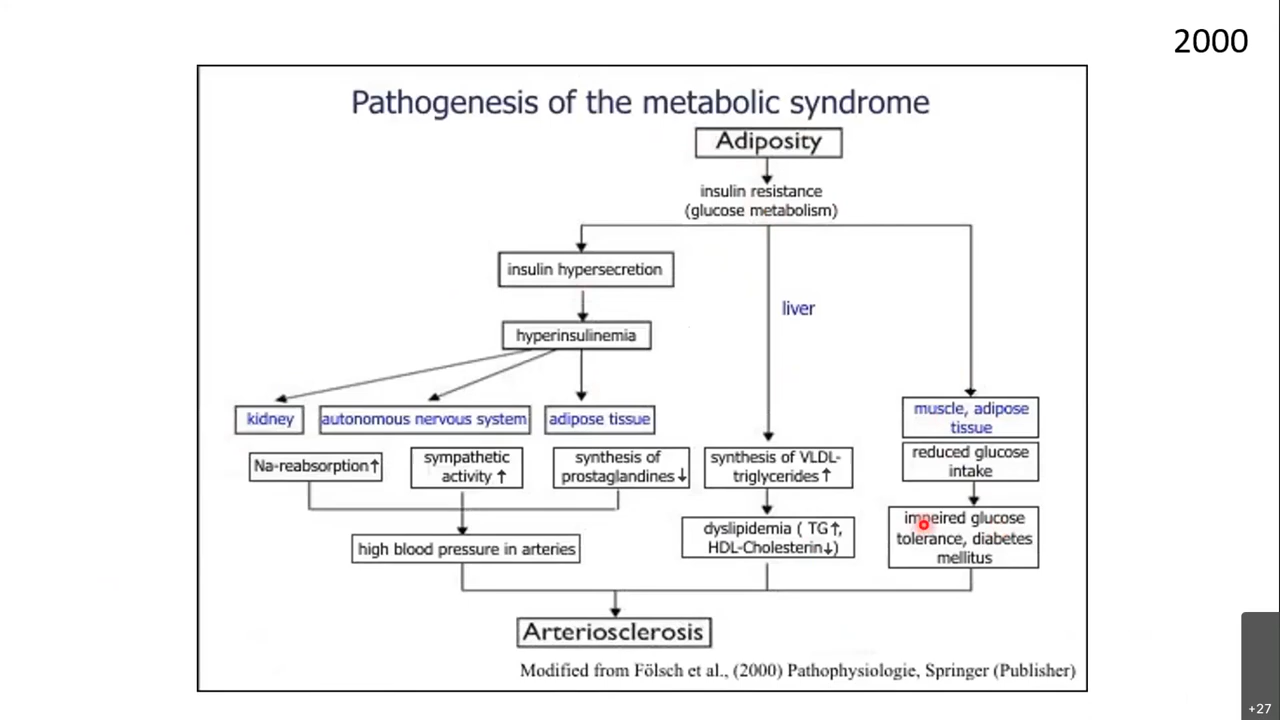 2000
Pathogenesis of the metabolic syndrome
Adiposity
insulin resistance
(glucose metabolism)
insulin hypersecretion
liver
hyperinsulinemia
kidney
autonomous nervous system
adipose tissue
muscle, adipose
tissue
Na-reabsorption↑
sympathetic
activity ↑
synthesis of
prostaglandines↓
synthesis of VLDL-
triglycerides↑
reduced glucose
intake
high blood pressure in arteries
dyslipidemia ( TG↑,
HDL-Cholesterin↓)
impeired glucose
tolerance, diabetes
mellitus
Arteriosclerosis
Modified from Fölsch et al., (2000) Pathophysiologie, Springer (Publisher)
+27